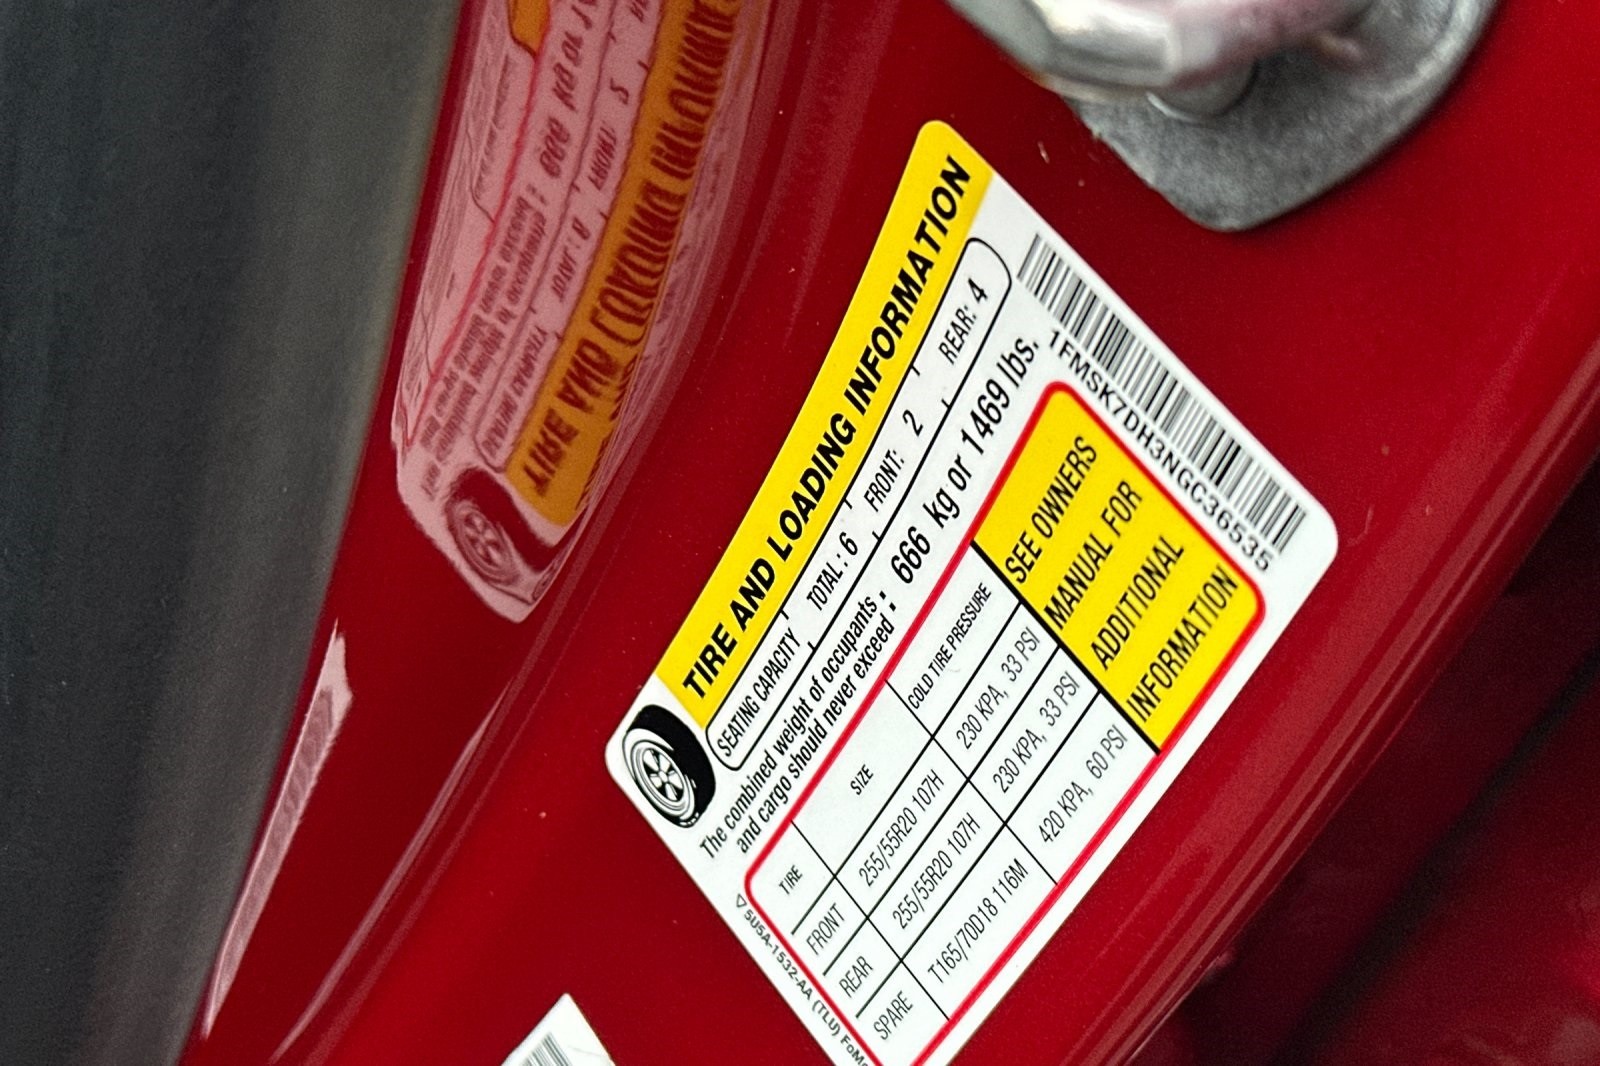 TIRE AND LOADING INFORMATION
SEATING CAPACITY TOTAL: 6 FRONT: 2 REAR: 4
The combined weight of occupants
and cargo should never exceed : 666 kg or 1469 lbs.
TIRE SIZE COLD TIRE PRESSURE
FRONT 255/55R20 107H 230 KPA, 33 PSI
REAR 255/55R20 107H 230 KPA, 33 PSI
SPARE T165/70D18 116M 420 KPA, 60 PSI
SEE OWNERS
MANUAL FOR
ADDITIONAL
INFORMATION
1FMSK7DH3NGC36535
5U5A-1532-AA (TLU)